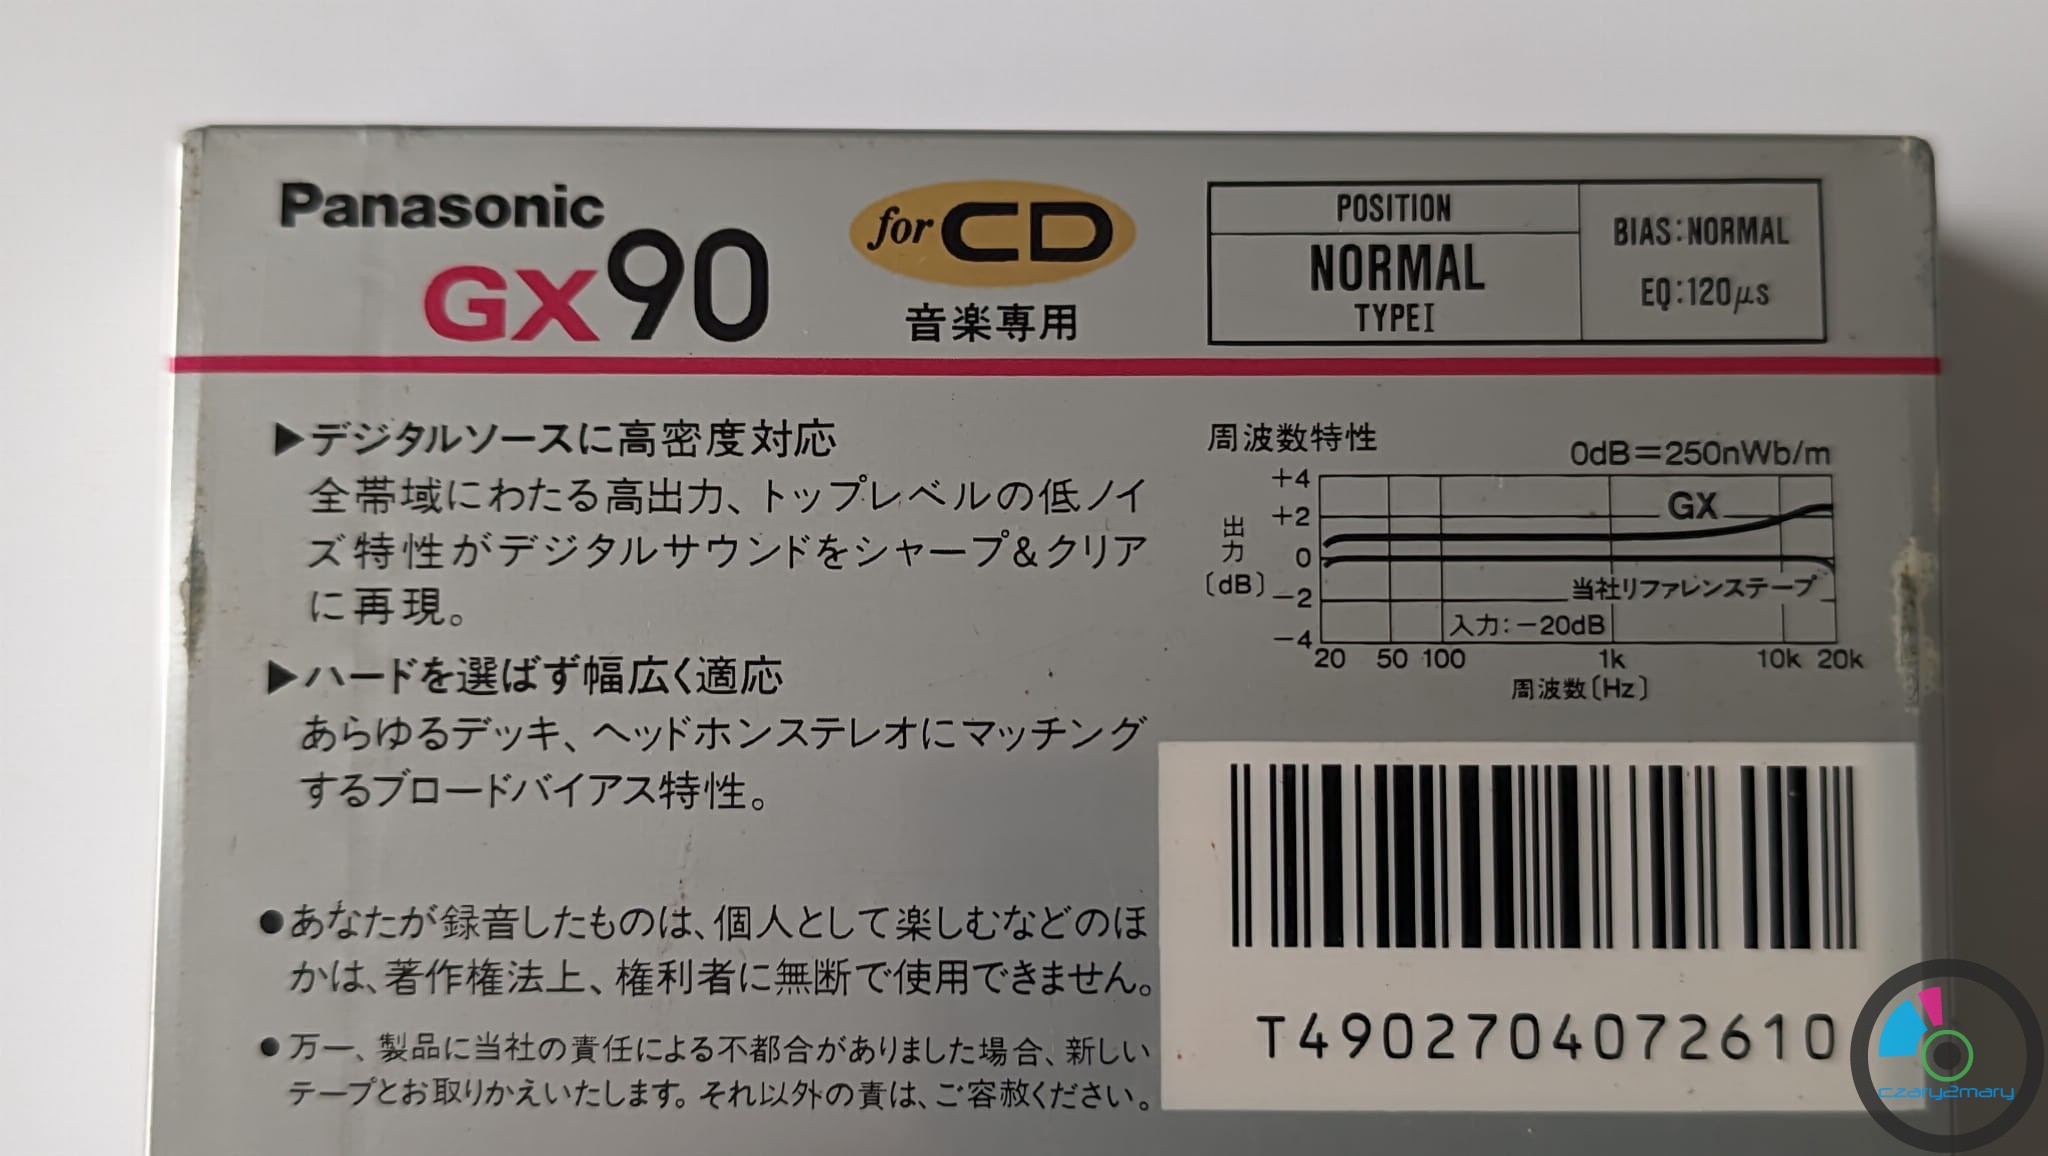 Panasonic
GX90
for CD
音楽専用
POSITION
NORMAL
TYPEI
BIAS:NORMAL
EQ:120μs
▶デジタルソースに高密度対応
全帯域にわたる高出力、トップレベルの低ノイ
ズ特性がデジタルサウンドをシャープ&クリア
に再現。
▶ハードを選ばず幅広く適応
あらゆるデッキ、ヘッドホンステレオにマッチング
するブロードバイアス特性。
●あなたが録音したものは、個人として楽しむなどのほ
かは、著作権法上、権利者に無断で使用できません。
●万一、製品に当社の責任による不都合がありました場合、新しい
テープとお取りかえいたします。それ以外の責は、ご容赦ください。
周波数特性
0dB=250nWb/m
+4
+2
0
-2
-4
出力
〔dB〕
GX
当社リファレンステープ
入力:-20dB
20 50 100 1k 10k 20k
周波数〔Hz〕
T4902704072610
czary2mary